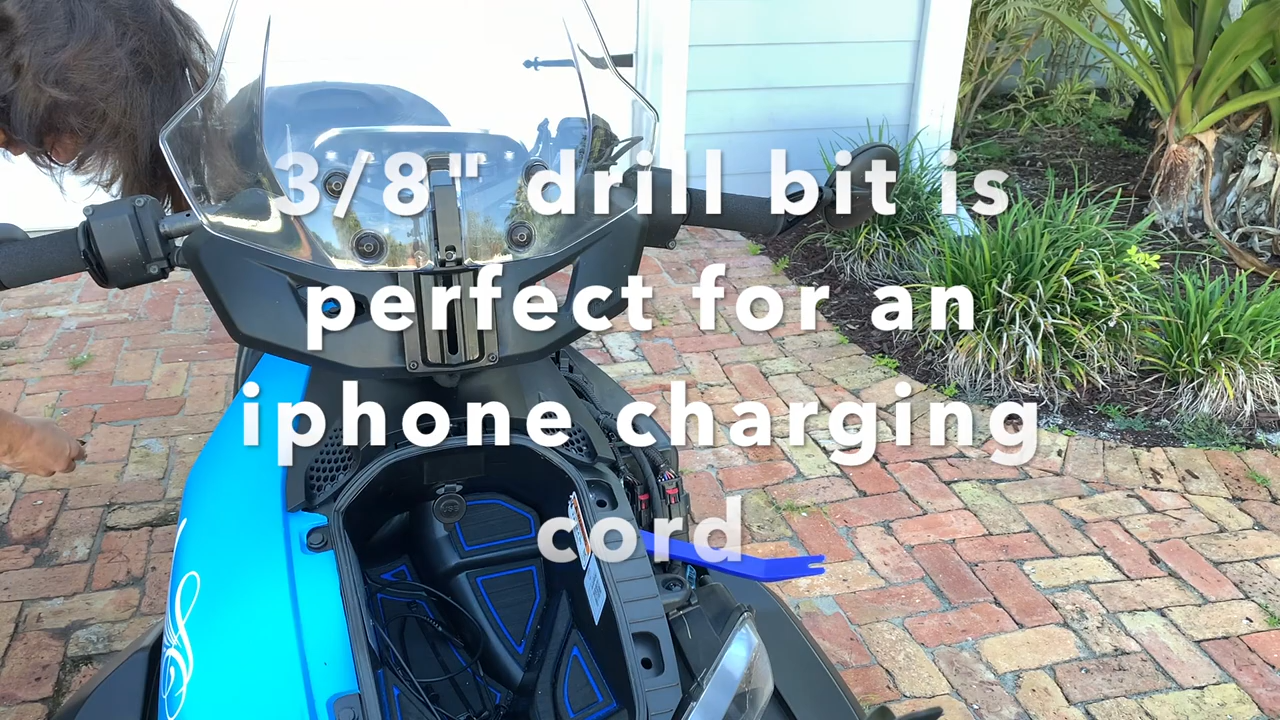 3/8" drill bit is
perfect for an
iphone charging
cord